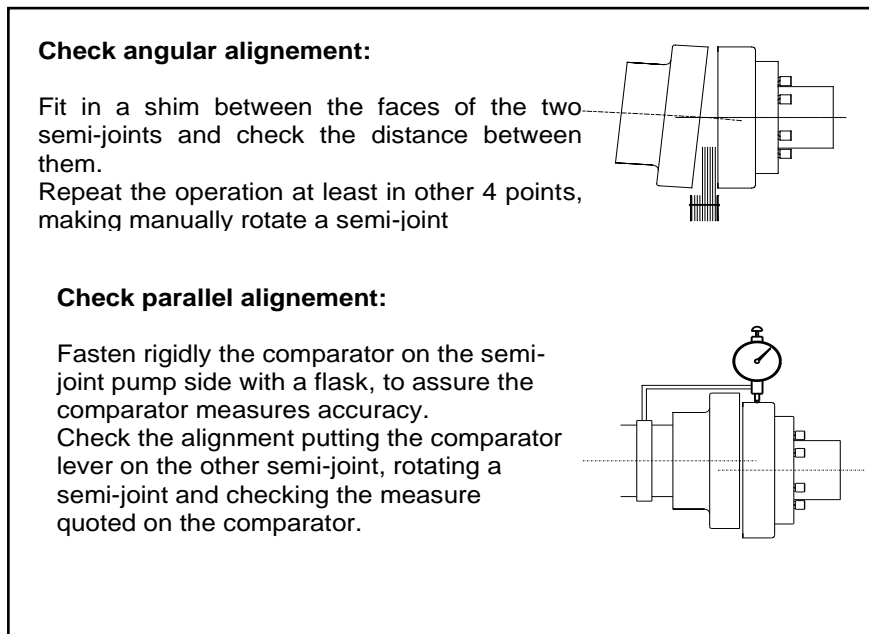 Check angular alignement:
Fit in a shim between the faces of the two
semi-joints and check the distance between
them.
Repeat the operation at least in other 4 points,
making manually rotate a semi-joint
Check parallel alignement:
Fasten rigidly the comparator on the semi-
joint pump side with a flask, to assure the
comparator measures accuracy.
Check the alignment putting the comparator
lever on the other semi-joint, rotating a
semi-joint and checking the measure
quoted on the comparator.